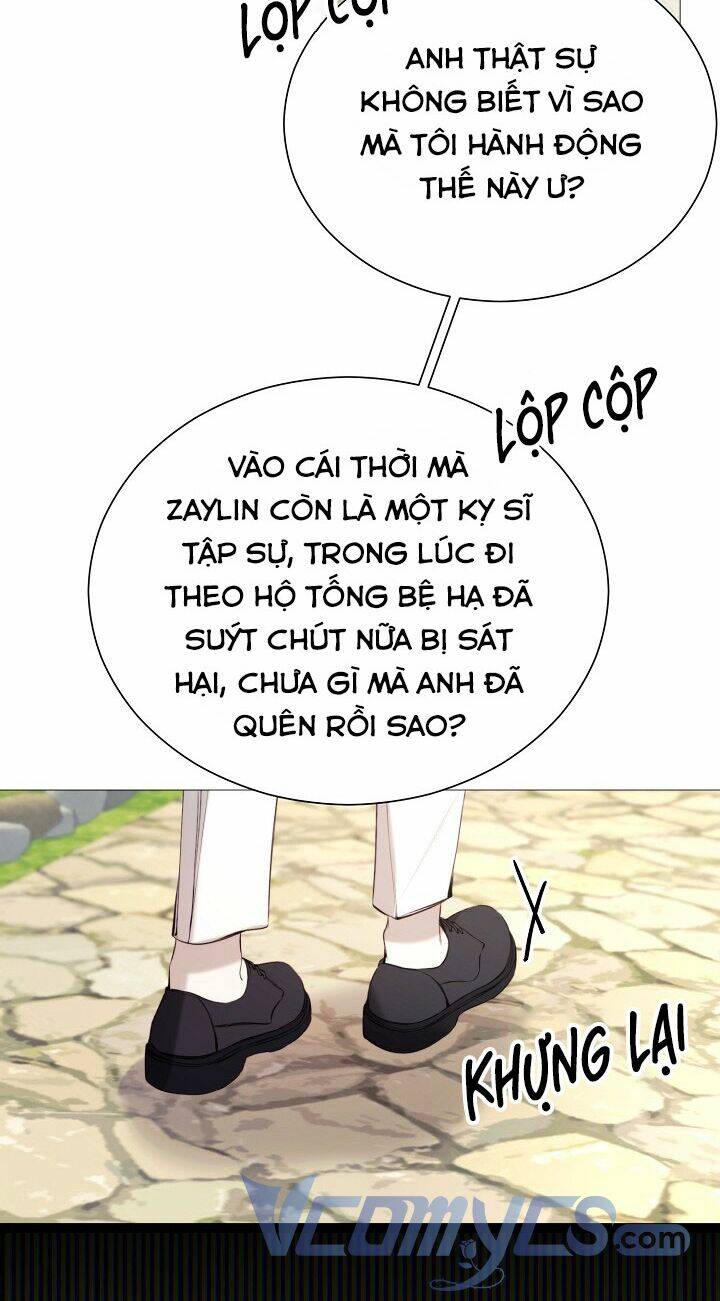 LỘP CỘP
ANH THẬT SỰ
KHÔNG BIẾT VÌ SAO
MÀ TÔI HÀNH ĐỘNG
THẾ NÀY Ư?
LỘP CỘP
VÀO CÁI THỜI MÀ
ZAYLIN CÒN LÀ MỘT KỴ SĨ
TẬP SỰ, TRONG LÚC ĐI
THEO HỘ TỐNG BỆ HẠ ĐÃ
SUÝT CHÚT NỮA BỊ SÁT
HẠI, CHƯA GÌ MÀ ANH ĐÃ
QUÊN RỒI SAO?
KHỰNG LẠI
VCOMYCS.com